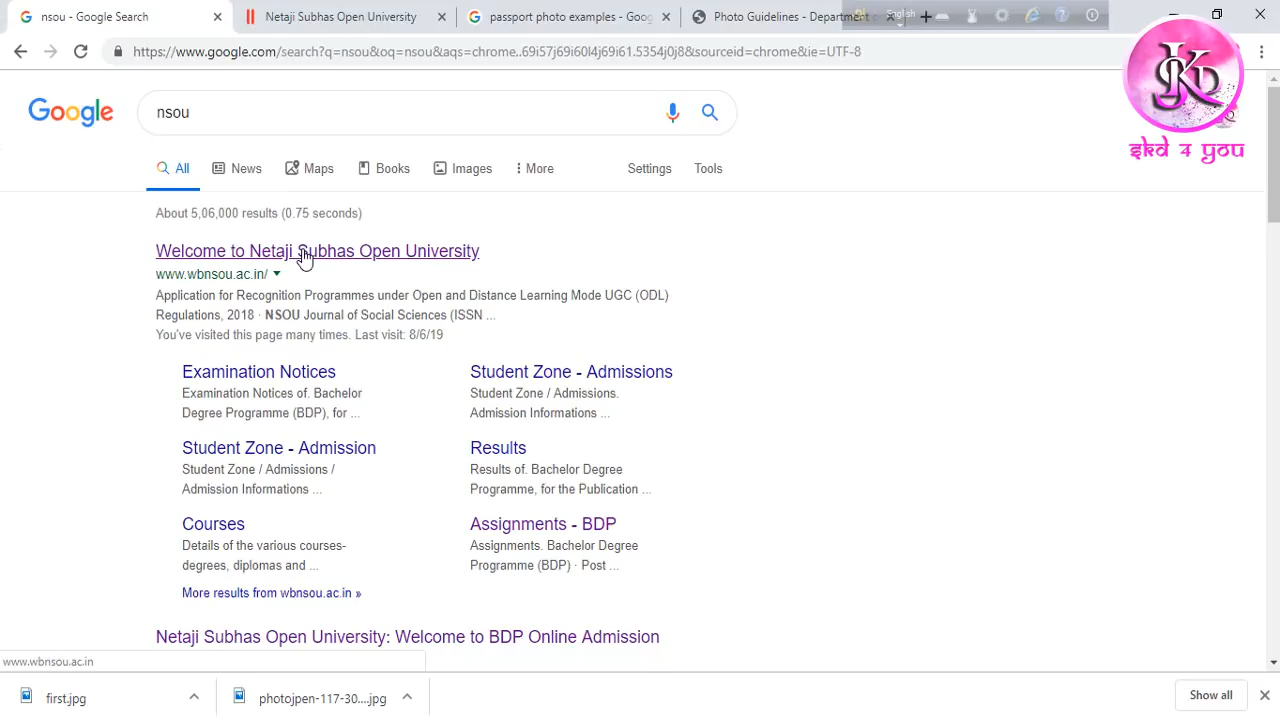 nsou - Google Search
Netaji Subhas Open University
passport photo examples - Goog
Photo Guidelines - Department o
English
https://www.google.com/search?q=nsou&oq=nsou&aqs=chrome..69i57j69i60l4j69i61.5354j0j8&sourceid=chrome&ie=UTF-8
Google
nsou
SKD
skd 4 you
All
News
Maps
Books
Images
More
Settings
Tools
About 5,06,000 results (0.75 seconds)
Welcome to Netaji Subhas Open University
www.wbnsou.ac.in/
Application for Recognition Programmes under Open and Distance Learning Mode UGC (ODL)
Regulations, 2018 · NSOU Journal of Social Sciences (ISSN ...
You've visited this page many times. Last visit: 8/6/19
Examination Notices
Examination Notices of. Bachelor
Degree Programme (BDP), for ...
Student Zone - Admissions
Student Zone / Admissions.
Admission Informations ...
Student Zone - Admission
Student Zone / Admissions /
Admission Informations ...
Results
Results of. Bachelor Degree
Programme, for the Publication ...
Courses
Details of the various courses-
degrees, diplomas and ...
Assignments - BDP
Assignments. Bachelor Degree
Programme (BDP) · Post ...
More results from wbnsou.ac.in »
Netaji Subhas Open University: Welcome to BDP Online Admission
www.wbnsou.ac.in
first.jpg
photojpen-117-30....jpg
Show all